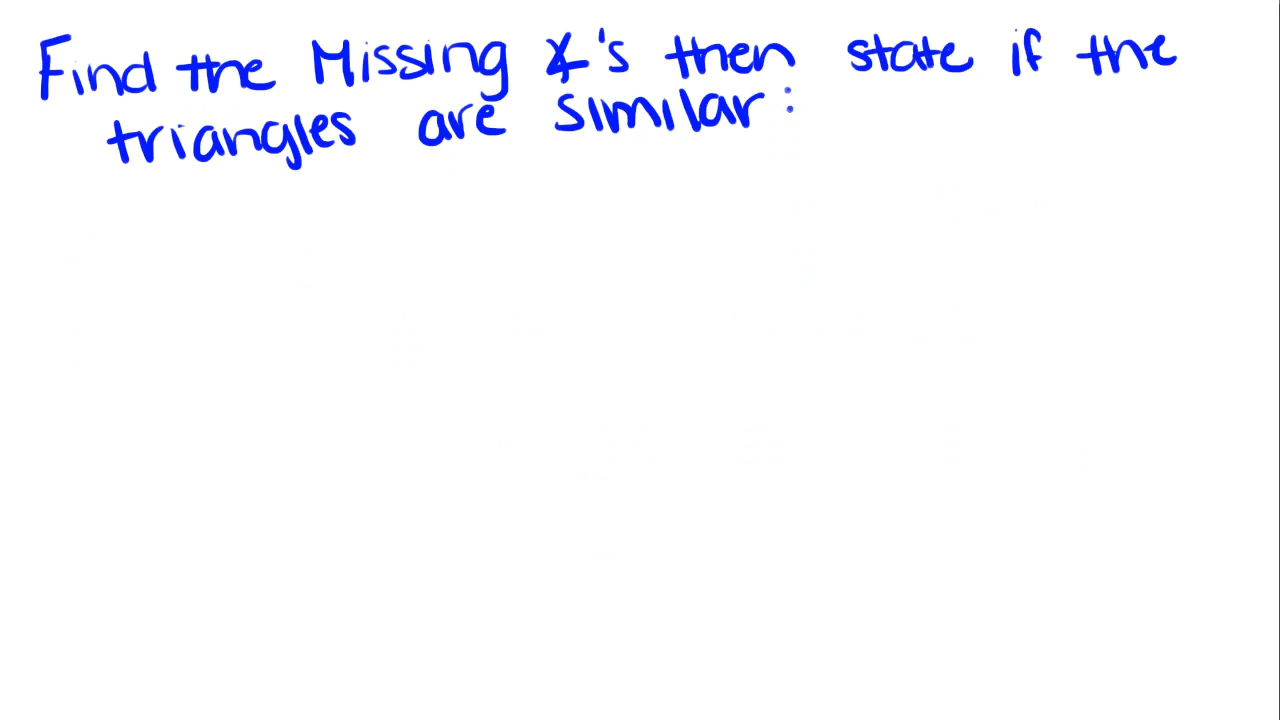 Find the Missing ∡'s then state if the
triangles are similar: